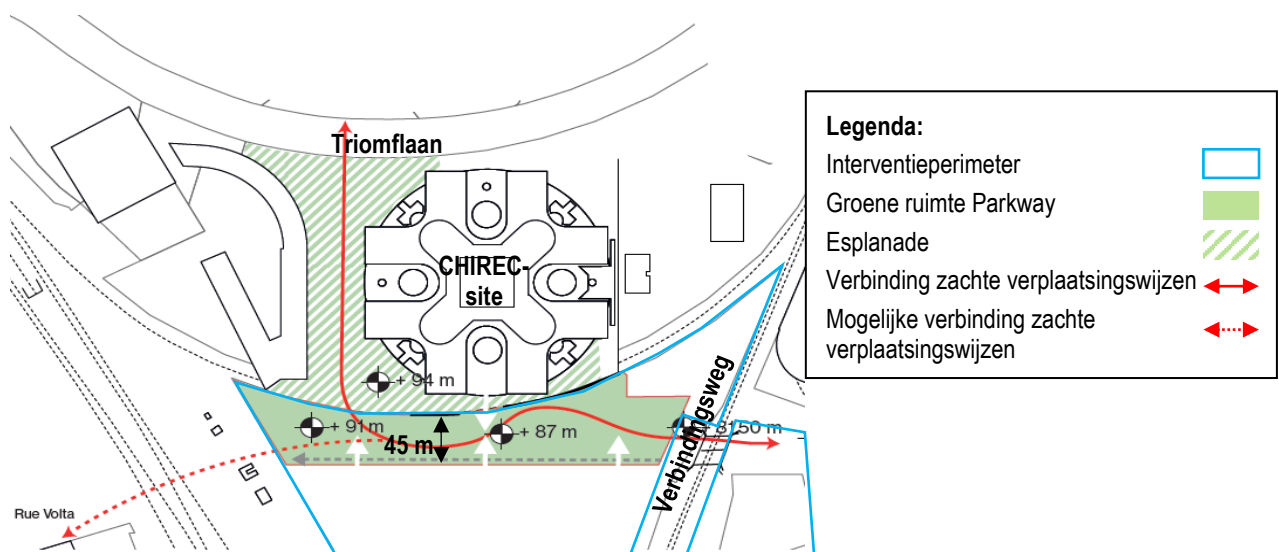 Triomflaan
CHIREC-
site
+ 94 m
+ 91 m
45 m
+ 87 m
Verbindingsweg
Rue Volta
Legenda:
Interventieperimeter
Groene ruimte Parkway
Esplanade
Verbinding zachte verplaatsingswijzen
Mogelijke verbinding zachte
verplaatsingswijzen